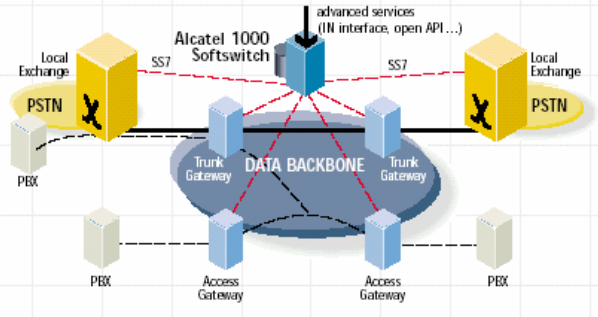 advanced services
(IN interface, open API...)
Alcatel 1000
Softswitch
Local
Exchange
SS7
SS7
Local
Exchange
PSTN
X
X
PSTN
PBX
Trunk
Gateway
DATA BACKBONE
Trunk
Gateway
PBX
Access
Gateway
Access
Gateway
PBX